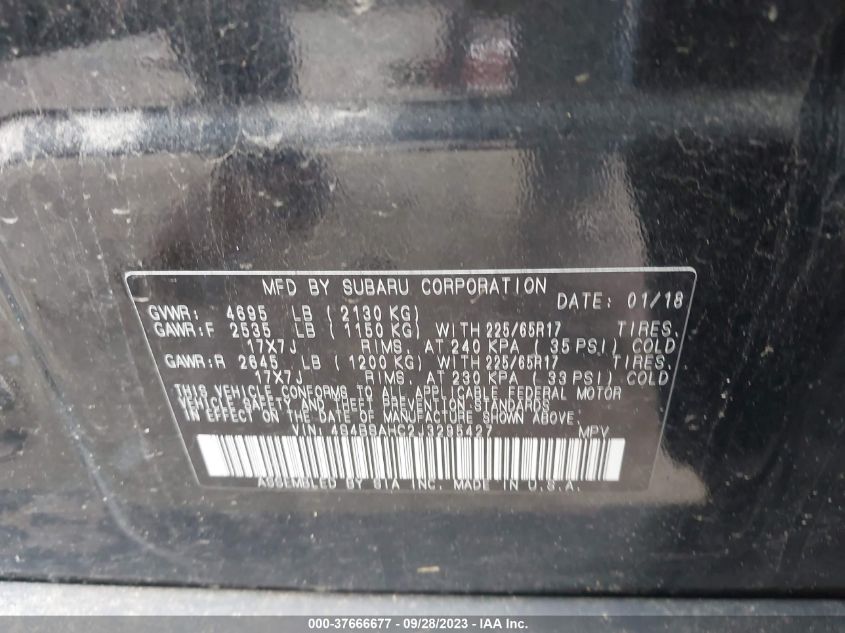 MFD BY SUBARU CORPORATION
GVWR: 4695 LB (2130 KG) DATE: 01/18
GAWR:F 2535 LB (1150 KG) WITH 225/65R17 TIRES,
17X7J RIMS, AT 240 KPA (35 PSI) COLD
GAWR:R 2645 LB (1200 KG) WITH 225/65R17 TIRES,
17X7J RIMS, AT 230 KPA (33 PSI) COLD
THIS VEHICLE CONFORMS TO ALL APPLICABLE FEDERAL MOTOR
VEHICLE SAFETY AND THEFT PREVENTION STANDARDS
IN EFFECT ON THE DATE OF MANUFACTURE SHOWN ABOVE.
VIN: 4S4BSAHC2J3295427 MPV
ASSEMBLED BY SIA INC. MADE IN U.S.A.
000-37666677 - 09/28/2023 - IAA Inc.